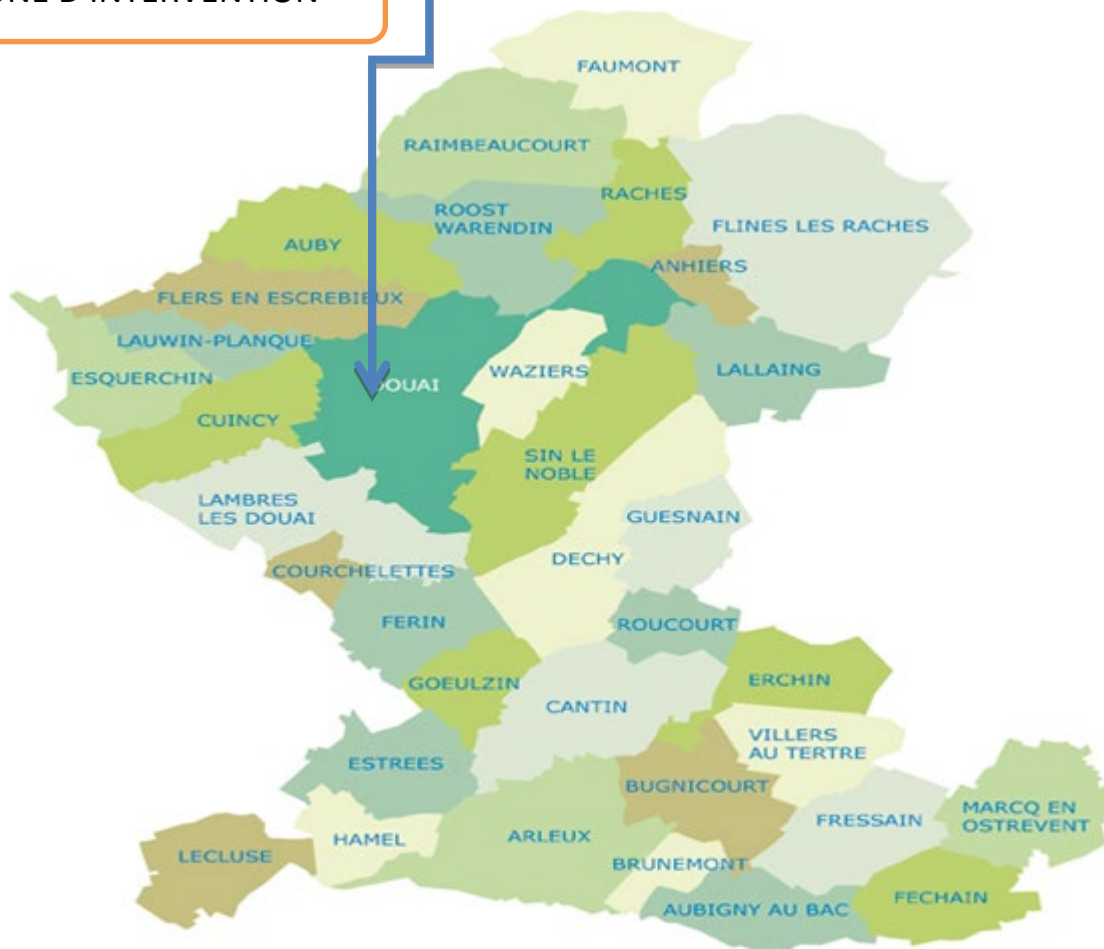 D'INTERVENTION
FAUMONT
RAIMBEAUCOURT
RACHES
ROOST
WARENDIN
FLINES LES RACHES
AUBY
ANHIERS
FLERS EN ESCREBIEUX
LAUWIN-PLANQUE
ESQUERCHIN
DOUAI
WAZIERS
LALLAING
CUINCY
SIN LE
NOBLE
LAMBRES
LES DOUAI
GUESNAIN
DECHY
COURCHELETTES
FERIN
ROUCOURT
GOEULZIN
ERCHIN
CANTIN
VILLERS
AU TERTRE
ESTREES
BUGNICOURT
MARCQ EN
OSTREVENT
FRESSAIN
HAMEL
ARLEUX
LECLUSE
BRUNEMONT
FECHAIN
AUBIGNY AU BAC